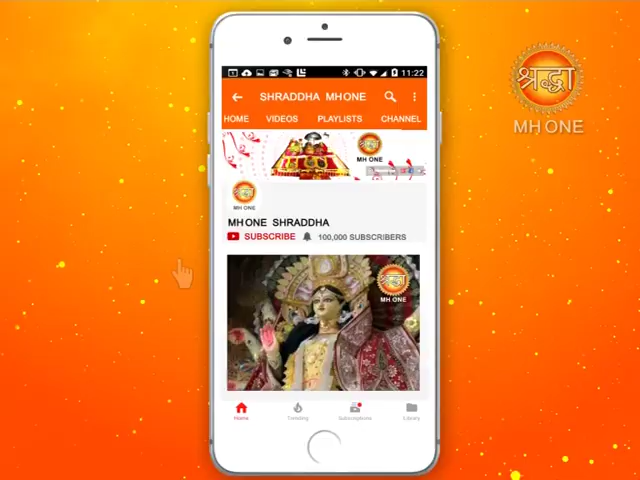 11:22
SHRADDHA MHONE
HOME VIDEOS PLAYLISTS CHANNEL
MH ONE
श्रद्धा
MH ONE
MHONE SHRADDHA
SUBSCRIBE 100,000 SUBSCRIBERS
श्रद्धा
MH ONE
Home Trending Subscriptions Library
श्रद्धा
MH ONE